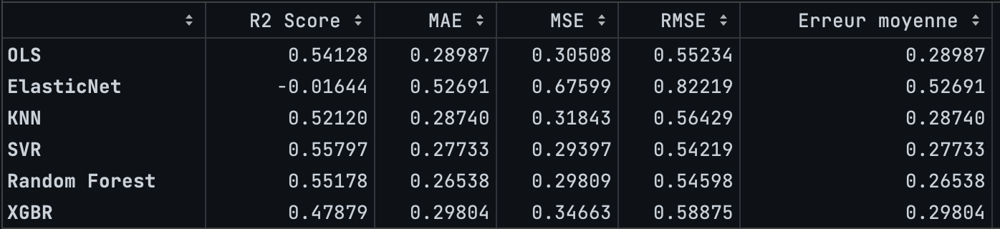 R2 Score MAE MSE RMSE Erreur moyenne
OLS 0.54128 0.28987 0.30508 0.55234 0.28987
ElasticNet -0.01644 0.52691 0.67599 0.82219 0.52691
KNN 0.52120 0.28740 0.31843 0.56429 0.28740
SVR 0.55797 0.27733 0.29397 0.54219 0.27733
Random Forest 0.55178 0.26538 0.29809 0.54598 0.26538
XGBR 0.47879 0.29804 0.34663 0.58875 0.29804